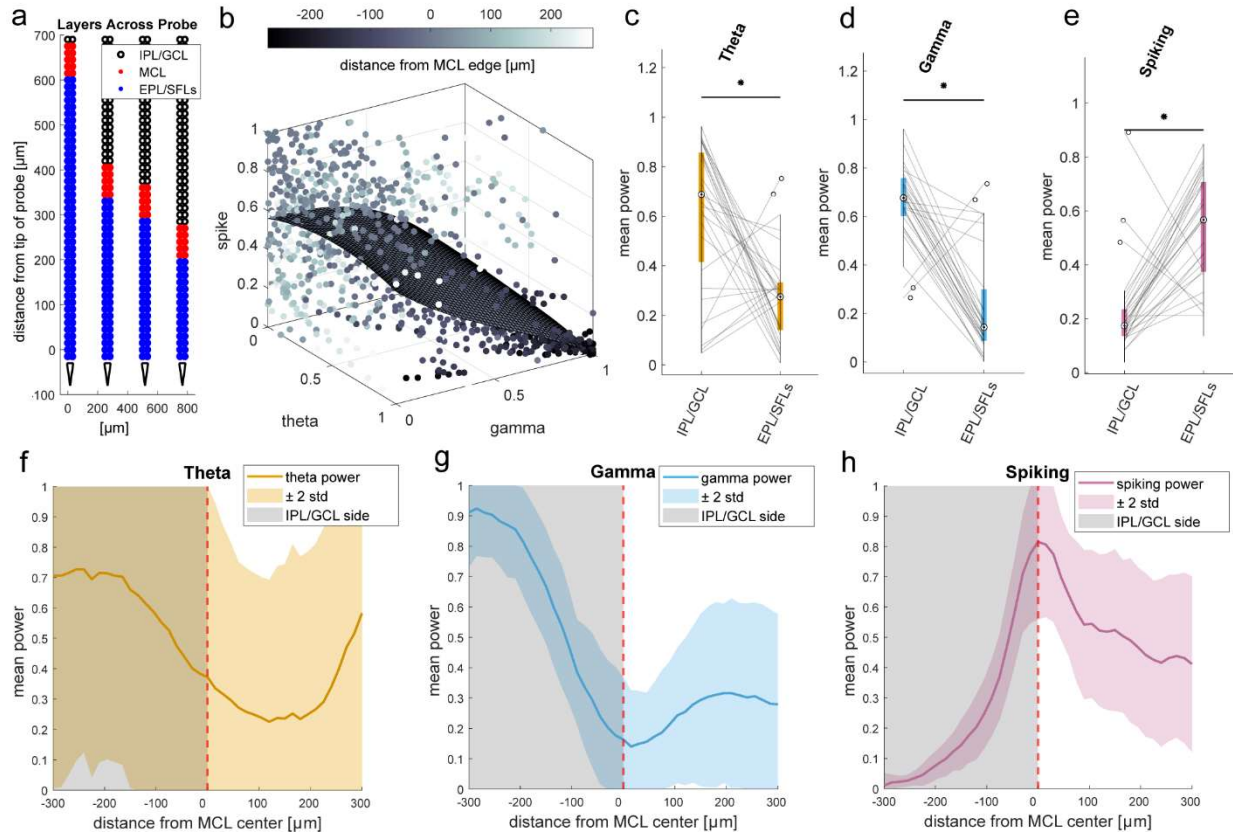 a
Layers Across Probe
700
600
500
400
300
200
100
0
-100
distance from tip of probe [µm]
IPL/GCL
MCL
EPL/SFLs
0 200 400 600 800
[µm]
b
-200 -100 0 100 200
distance from MCL edge [µm]
1
0.8
0.6
0.4
0.2
0
spike
0.5
1
theta
0
0.5
1
gamma
c
Theta
*
1.2
1
0.8
0.6
0.4
0.2
0
mean power
IPL/GCL
EPL/SFLs
d
Gamma
*
1.2
1
0.8
0.6
0.4
0.2
0
mean power
IPL/GCL
EPL/SFLs
e
Spiking
*
1
0.8
0.6
0.4
0.2
0
mean power
IPL/GCL
EPL/SFLs
f
Theta
theta power
± 2 std
IPL/GCL side
1
0.9
0.8
0.7
0.6
0.5
0.4
0.3
0.2
0.1
0
mean power
-300 -200 -100 0 100 200 300
distance from MCL center [µm]
g
Gamma
gamma power
± 2 std
IPL/GCL side
1
0.9
0.8
0.7
0.6
0.5
0.4
0.3
0.2
0.1
0
mean power
-300 -200 -100 0 100 200 300
distance from MCL center [µm]
h
Spiking
spiking power
± 2 std
IPL/GCL side
1
0.9
0.8
0.7
0.6
0.5
0.4
0.3
0.2
0.1
0
mean power
-300 -200 -100 0 100 200 300
distance from MCL center [µm]